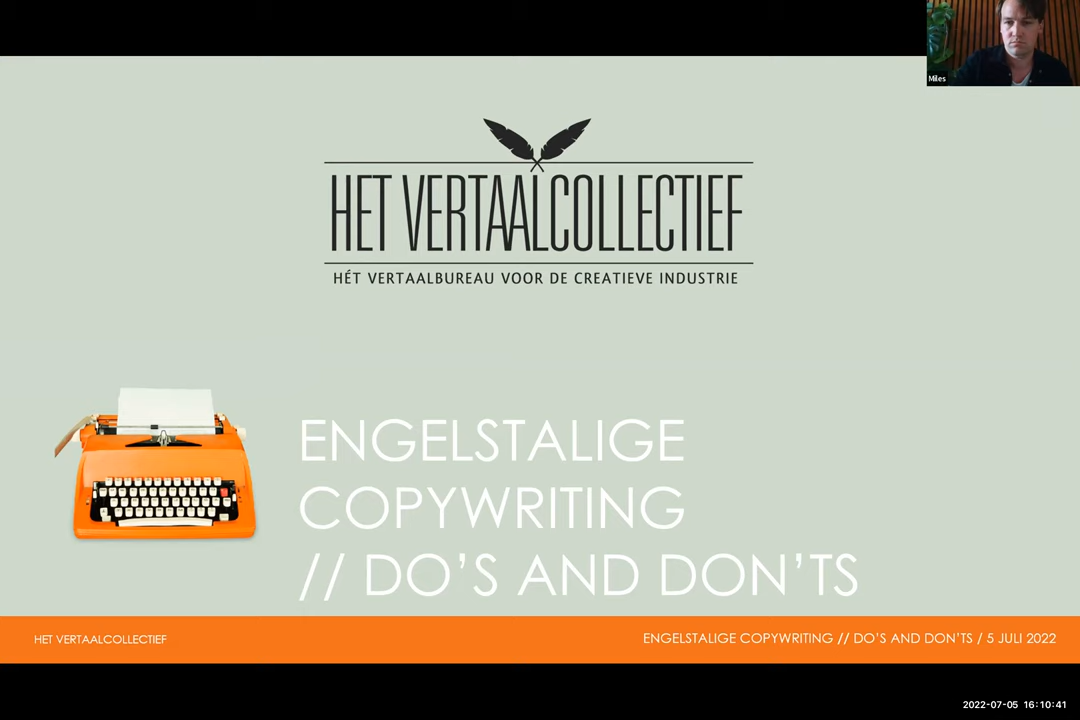 Miles
HET VERTAALCOLLECTIEF
HÉT VERTAALBUREAU VOOR DE CREATIEVE INDUSTRIE
ENGELSTALIGE
COPYWRITING
// DO’S AND DON’TS
HET VERTAALCOLLECTIEF
ENGELSTALIGE COPYWRITING // DO’S AND DON’TS / 5 JULI 2022
2022-07-05 16:10:41